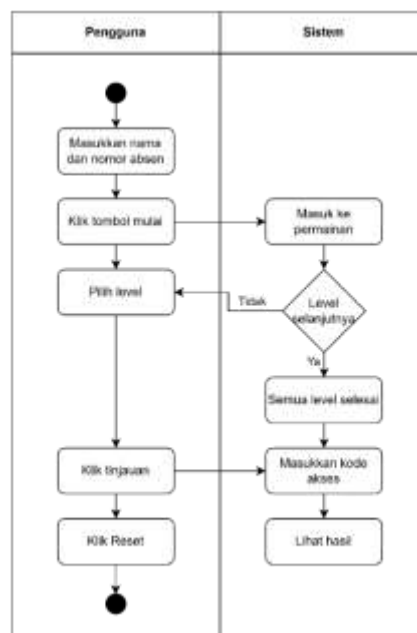 Pengguna
Sistem
Masukkan nama
dan nomor absen
Klik tombol mulai
Masuk ke
permainan
Pilih level
Tidak
Level
selanjutnya
Ya
Semua level selesai
Klik tinjauan
Masukkan kode
akses
Klik Reset
Lihat hasil